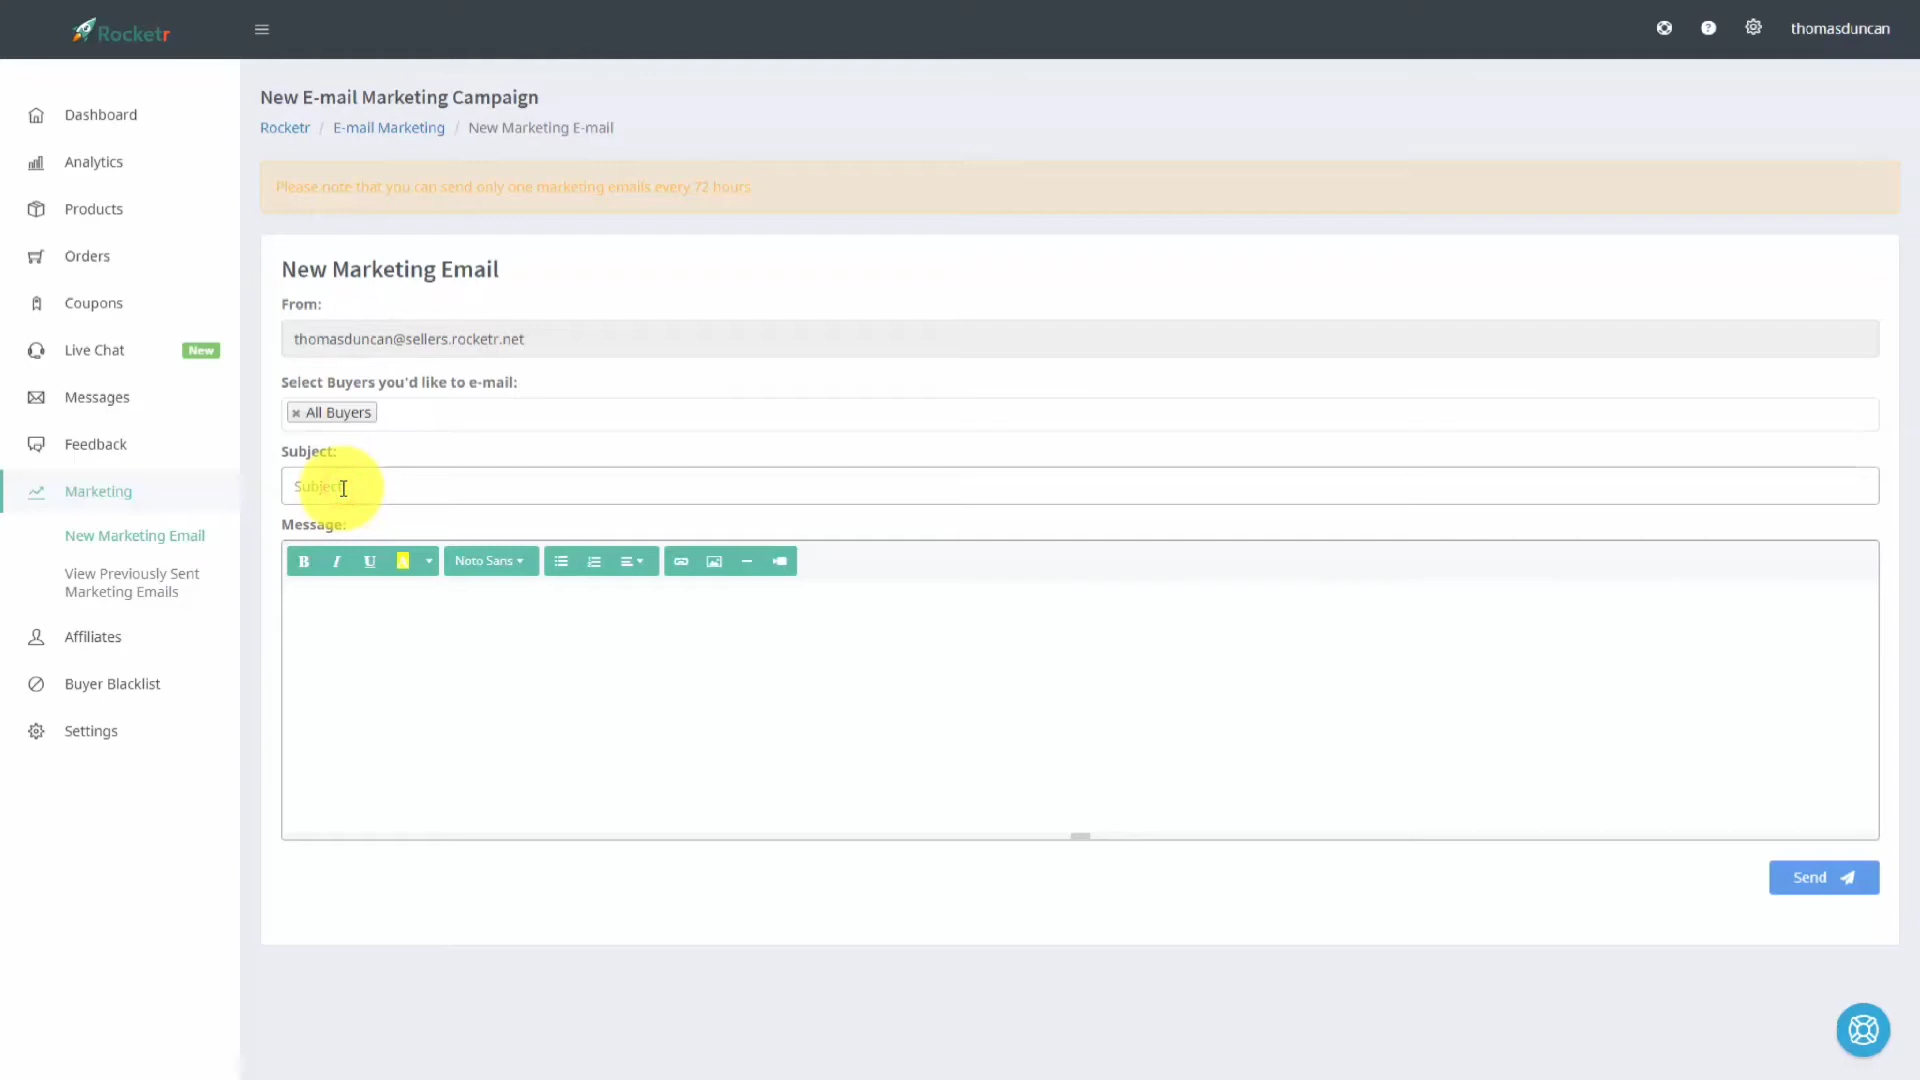 Rocketr
thomasduncan
Dashboard
Analytics
Products
Orders
Coupons
Live Chat New
Messages
Feedback
Marketing
New Marketing Email
View Previously Sent
Marketing Emails
Affiliates
Buyer Blacklist
Settings
New E-mail Marketing Campaign
Rocketr / E-mail Marketing / New Marketing E-mail
Please note that you can send only one marketing emails every 72 hours
New Marketing Email
From:
thomasduncan@sellers.rocketr.net
Select Buyers you'd like to e-mail:
× All Buyers
Subject:
Subject
Message:
B I U A Noto Sans
Send